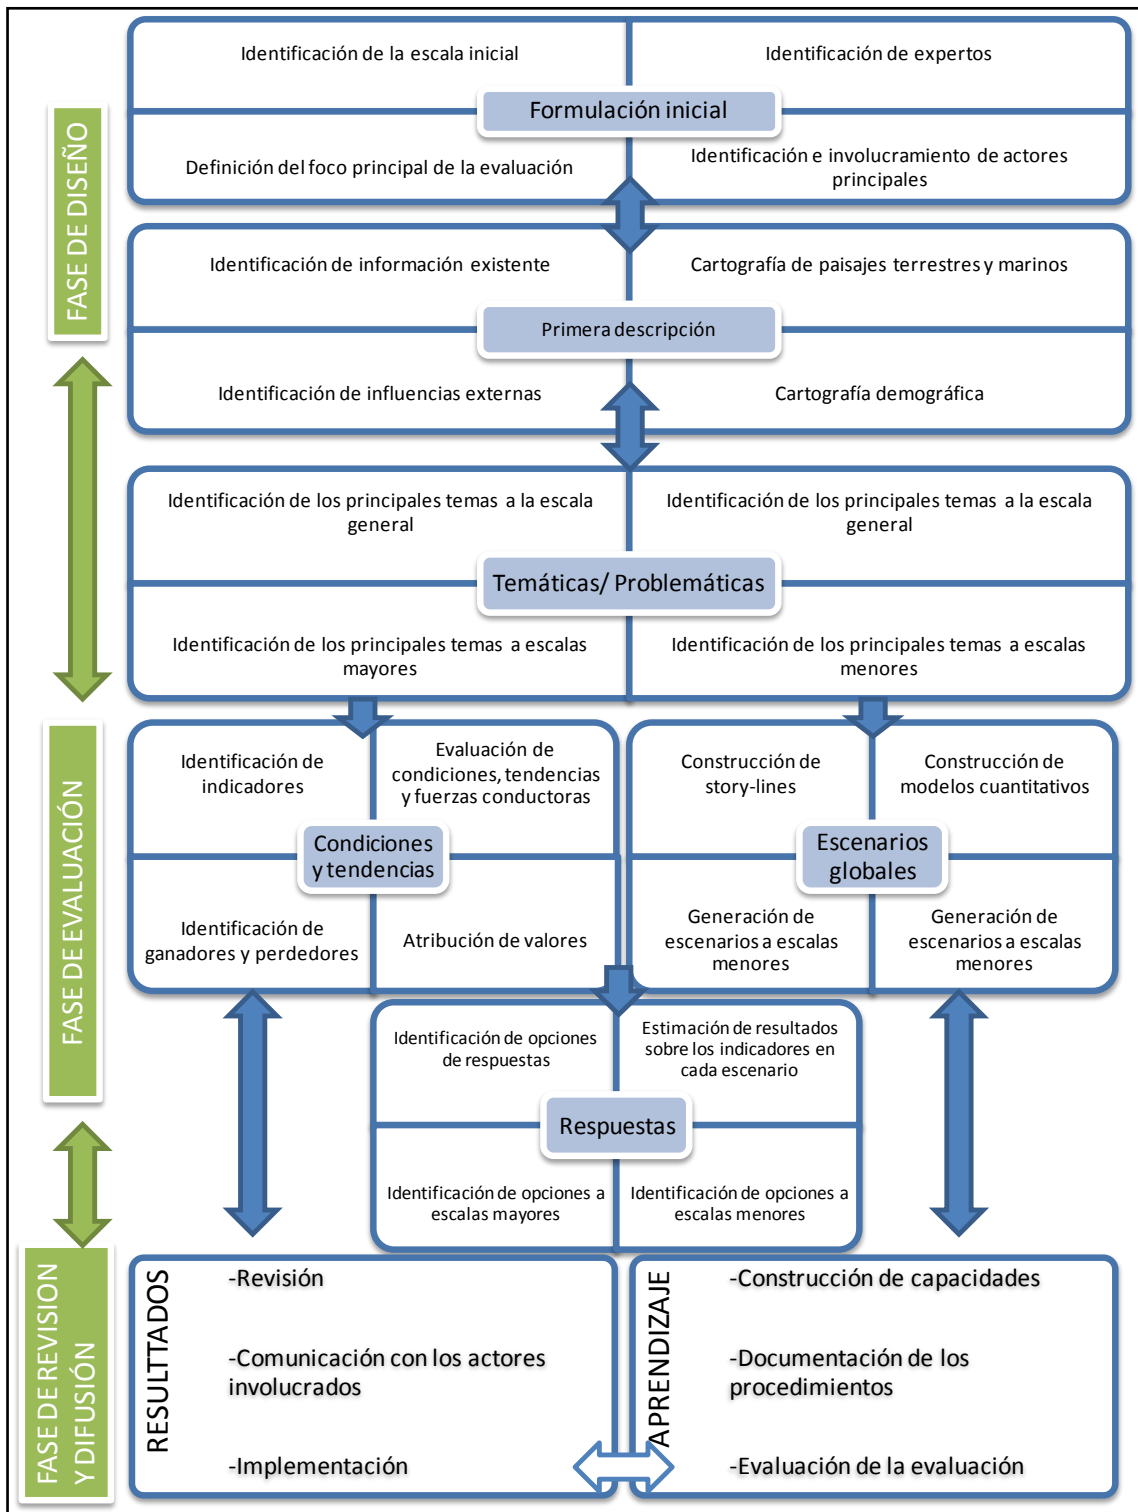 FASE DE DISEÑO
Identificación de la escala inicial
Identificación de expertos
Formulación inicial
Definición del foco principal de la evaluación
Identificación e involucramiento de actores
principales
Identificación de información existente
Cartografía de paisajes terrestres y marinos
Primera descripción
Identificación de influencias externas
Cartografía demográfica
Identificación de los principales temas a la escala
general
Identificación de los principales temas a la escala
general
Temáticas/ Problemáticas
Identificación de los principales temas a escalas
mayores
Identificación de los principales temas a escalas
menores
FASE DE EVALUACIÓN
Identificación de
indicadores
Evaluación de
condiciones, tendencias
y fuerzas conductoras
Condiciones
y tendencias
Identificación de
ganadores y perdedores
Atribución de valores
Construcción de
story-lines
Construcción de
modelos cuantitativos
Escenarios
globales
Generación de
escenarios a escalas
menores
Generación de
escenarios a escalas
menores
Identificación de opciones
de respuestas
Estimación de resultados
sobre los indicadores en
cada escenario
Respuestas
Identificación de opciones a
escalas mayores
Identificación de opciones a
escalas menores
FASE DE REVISION
Y DIFUSIÓN
RESULTTADOS
-Revisión
-Comunicación con los actores
involucrados
-Implementación
APRENDIZAJE
-Construcción de capacidades
-Documentación de los
procedimientos
-Evaluación de la evaluación